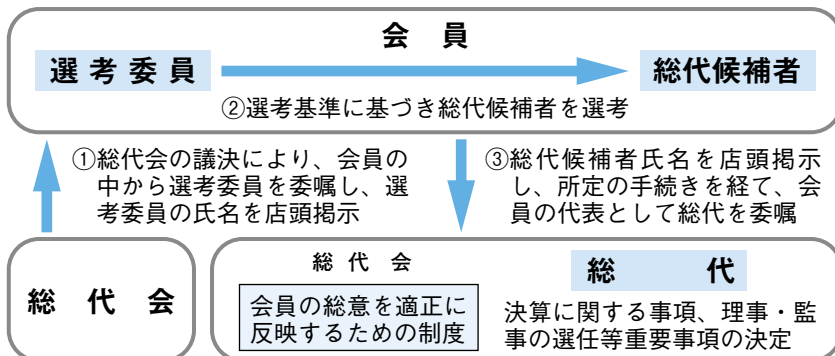 会　員
選考委員
総代候補者
②選考基準に基づき総代候補者を選考
①総代会の議決により、会員の
中から選考委員を委嘱し、選
考委員の氏名を店頭掲示
③総代候補者氏名を店頭掲示
し、所定の手続きを経て、会
員の代表として総代を委嘱
総　代　会
総　代　会
会員の総意を適正に
反映するための制度
総　　代
決算に関する事項、理事・監
事の選任等重要事項の決定